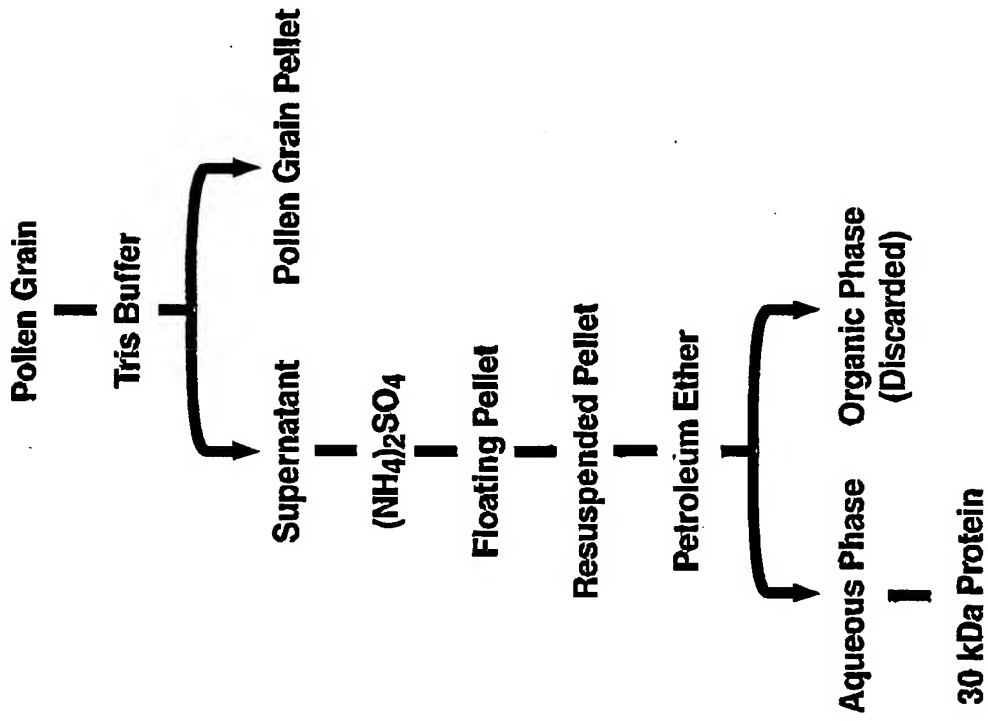 Pollen Grain
Tris Buffer
Supernatant
Pollen Grain Pellet
(NH4)2SO4
Floating Pellet
Resuspended Pellet
Petroleum Ether
Aqueous Phase
Organic Phase
(Discarded)
30 kDa Protein